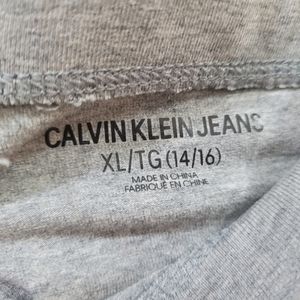 CALVIN KLEIN JEANS
XL/TG (14/16)
MADE IN CHINA
FABRIQUÉ EN CHINE